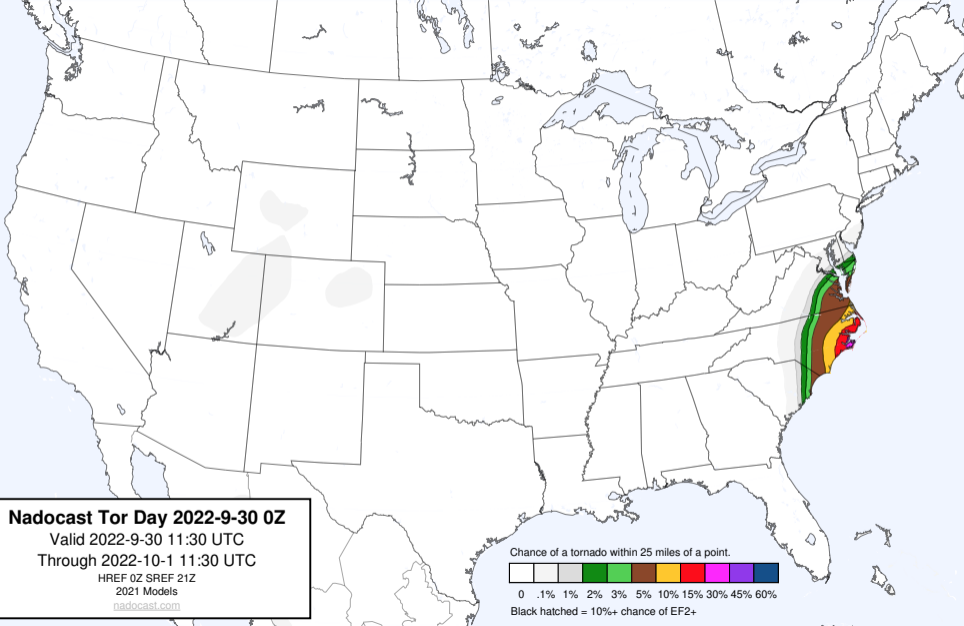 Nadocast Tor Day 2022-9-30 0Z
Valid 2022-9-30 11:30 UTC
Through 2022-10-1 11:30 UTC
HREF 0Z SREF 21Z
2021 Models
nadocast.com
Chance of a tornado within 25 miles of a point.
0 .1% 1% 2% 3% 5% 10% 15% 30% 45% 60%
Black hatched = 10%+ chance of EF2+